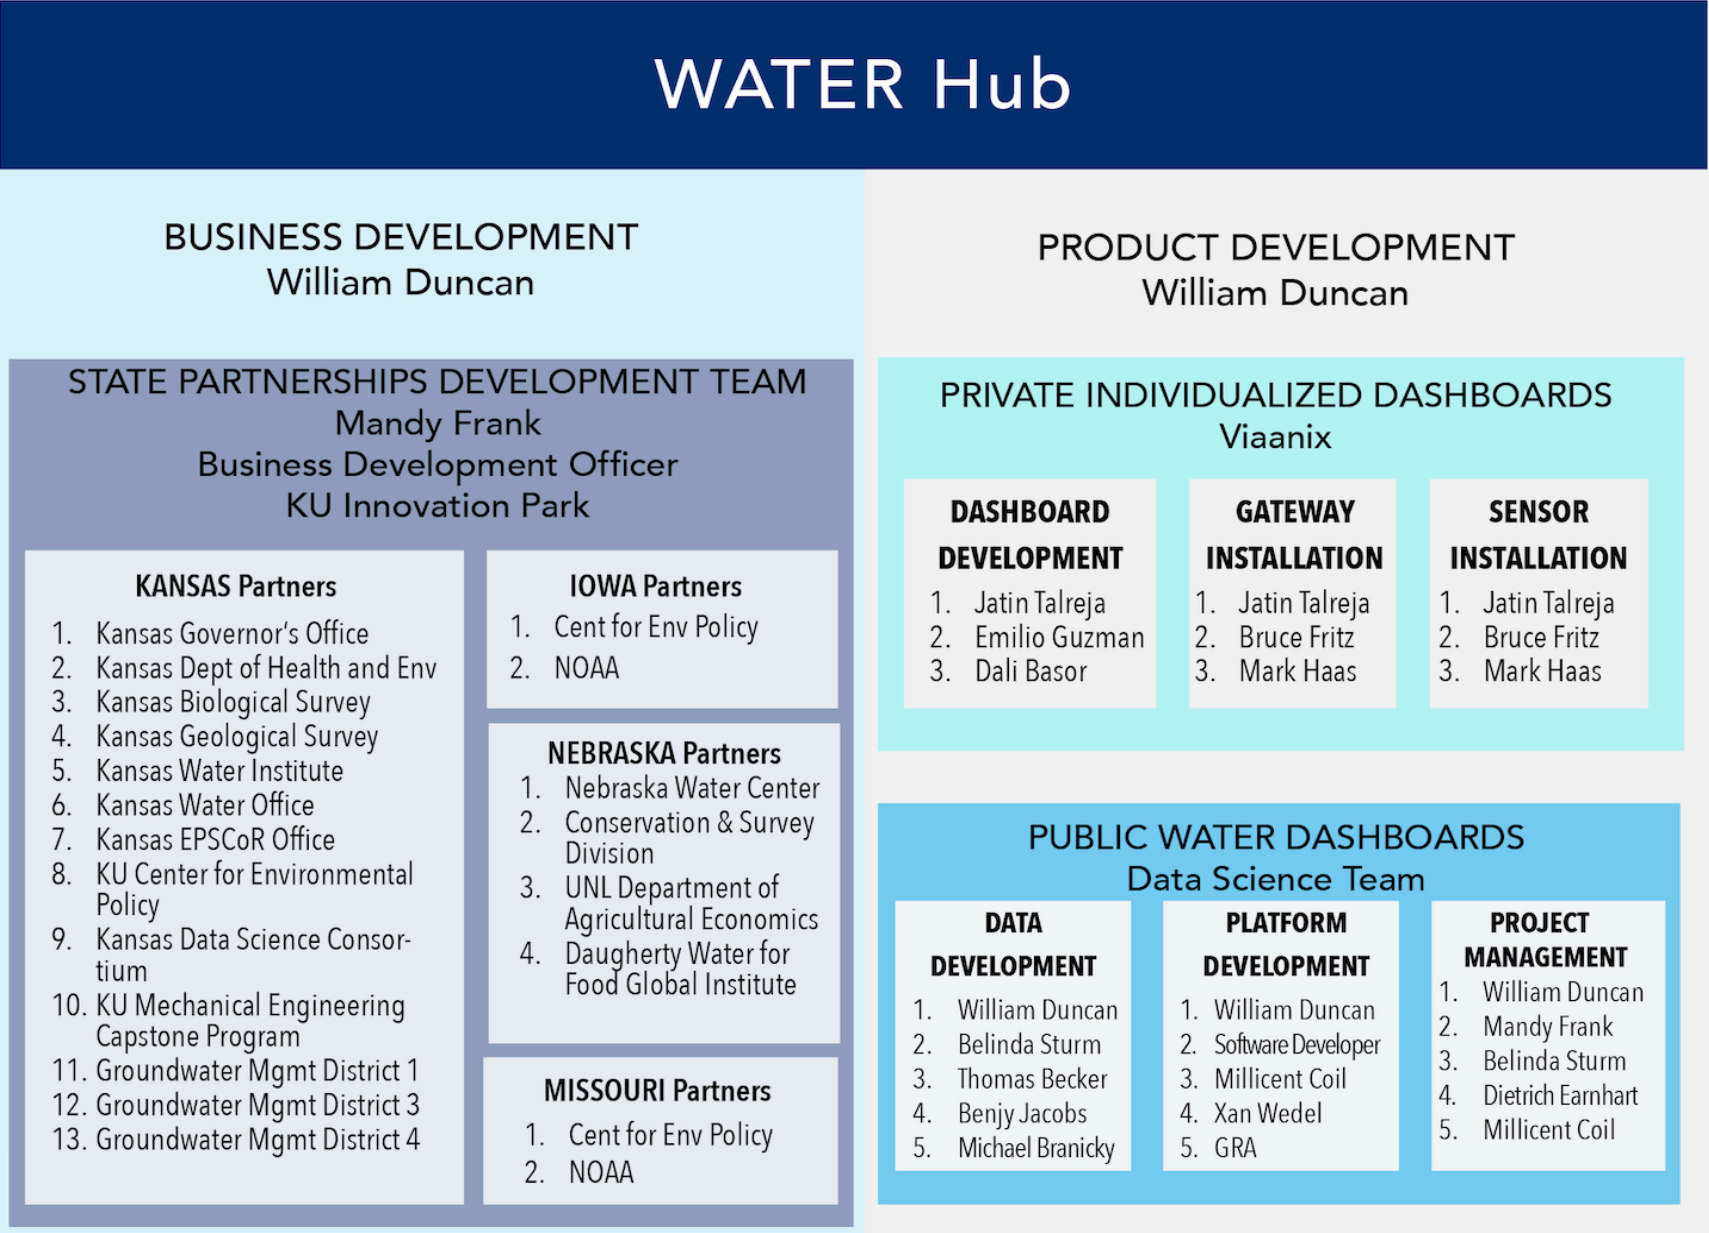 WATER Hub
BUSINESS DEVELOPMENT
William Duncan
STATE PARTNERSHIPS DEVELOPMENT TEAM
Mandy Frank
Business Development Officer
KU Innovation Park
KANSAS Partners
1. Kansas Governor's Office
2. Kansas Dept of Health and Env
3. Kansas Biological Survey
4. Kansas Geological Survey
5. Kansas Water Institute
6. Kansas Water Office
7. Kansas EPSCoR Office
8. KU Center for Environmental
Policy
9. Kansas Data Science Consor-
tium
10. KU Mechanical Engineering
Capstone Program
11. Groundwater Mgmt District 1
12. Groundwater Mgmt District 3
13. Groundwater Mgmt District 4
IOWA Partners
1. Cent for Env Policy
2. NOAA
NEBRASKA Partners
1. Nebraska Water Center
2. Conservation & Survey
Division
3. UNL Department of
Agricultural Economics
4. Daugherty Water for
Food Global Institute
MISSOURI Partners
1. Cent for Env Policy
2. NOAA
PRODUCT DEVELOPMENT
William Duncan
PRIVATE INDIVIDUALIZED DASHBOARDS
Viaanix
DASHBOARD
DEVELOPMENT
1. Jatin Talreja
2. Emilio Guzman
3. Dali Basor
GATEWAY
INSTALLATION
1. Jatin Talreja
2. Bruce Fritz
3. Mark Haas
SENSOR
INSTALLATION
1. Jatin Talreja
2. Bruce Fritz
3. Mark Haas
PUBLIC WATER DASHBOARDS
Data Science Team
DATA
DEVELOPMENT
1. William Duncan
2. Belinda Sturm
3. Thomas Becker
4. Benjy Jacobs
5. Michael Branicky
PLATFORM
DEVELOPMENT
1. William Duncan
2. Software Developer
3. Millicent Coil
4. Xan Wedel
5. GRA
PROJECT
MANAGEMENT
1. William Duncan
2. Mandy Frank
3. Belinda Sturm
4. Dietrich Earnhart
5. Millicent Coil